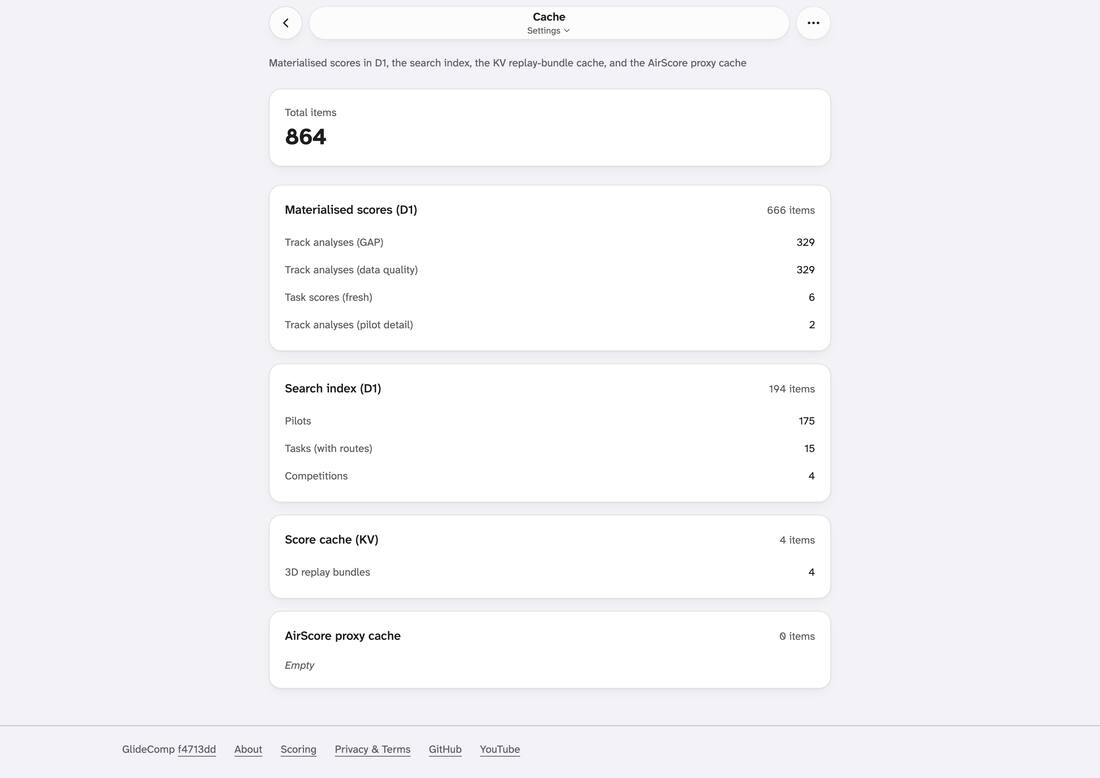 Cache
Settings
Materialised scores in D1, the search index, the KV replay-bundle cache, and the AirScore proxy cache
Total items
864
Materialised scores (D1) 666 items
Track analyses (GAP) 329
Track analyses (data quality) 329
Task scores (fresh) 6
Track analyses (pilot detail) 2
Search index (D1) 194 items
Pilots 175
Tasks (with routes) 15
Competitions 4
Score cache (KV) 4 items
3D replay bundles 4
AirScore proxy cache 0 items
Empty
GlideComp f4713dd About Scoring Privacy & Terms GitHub YouTube